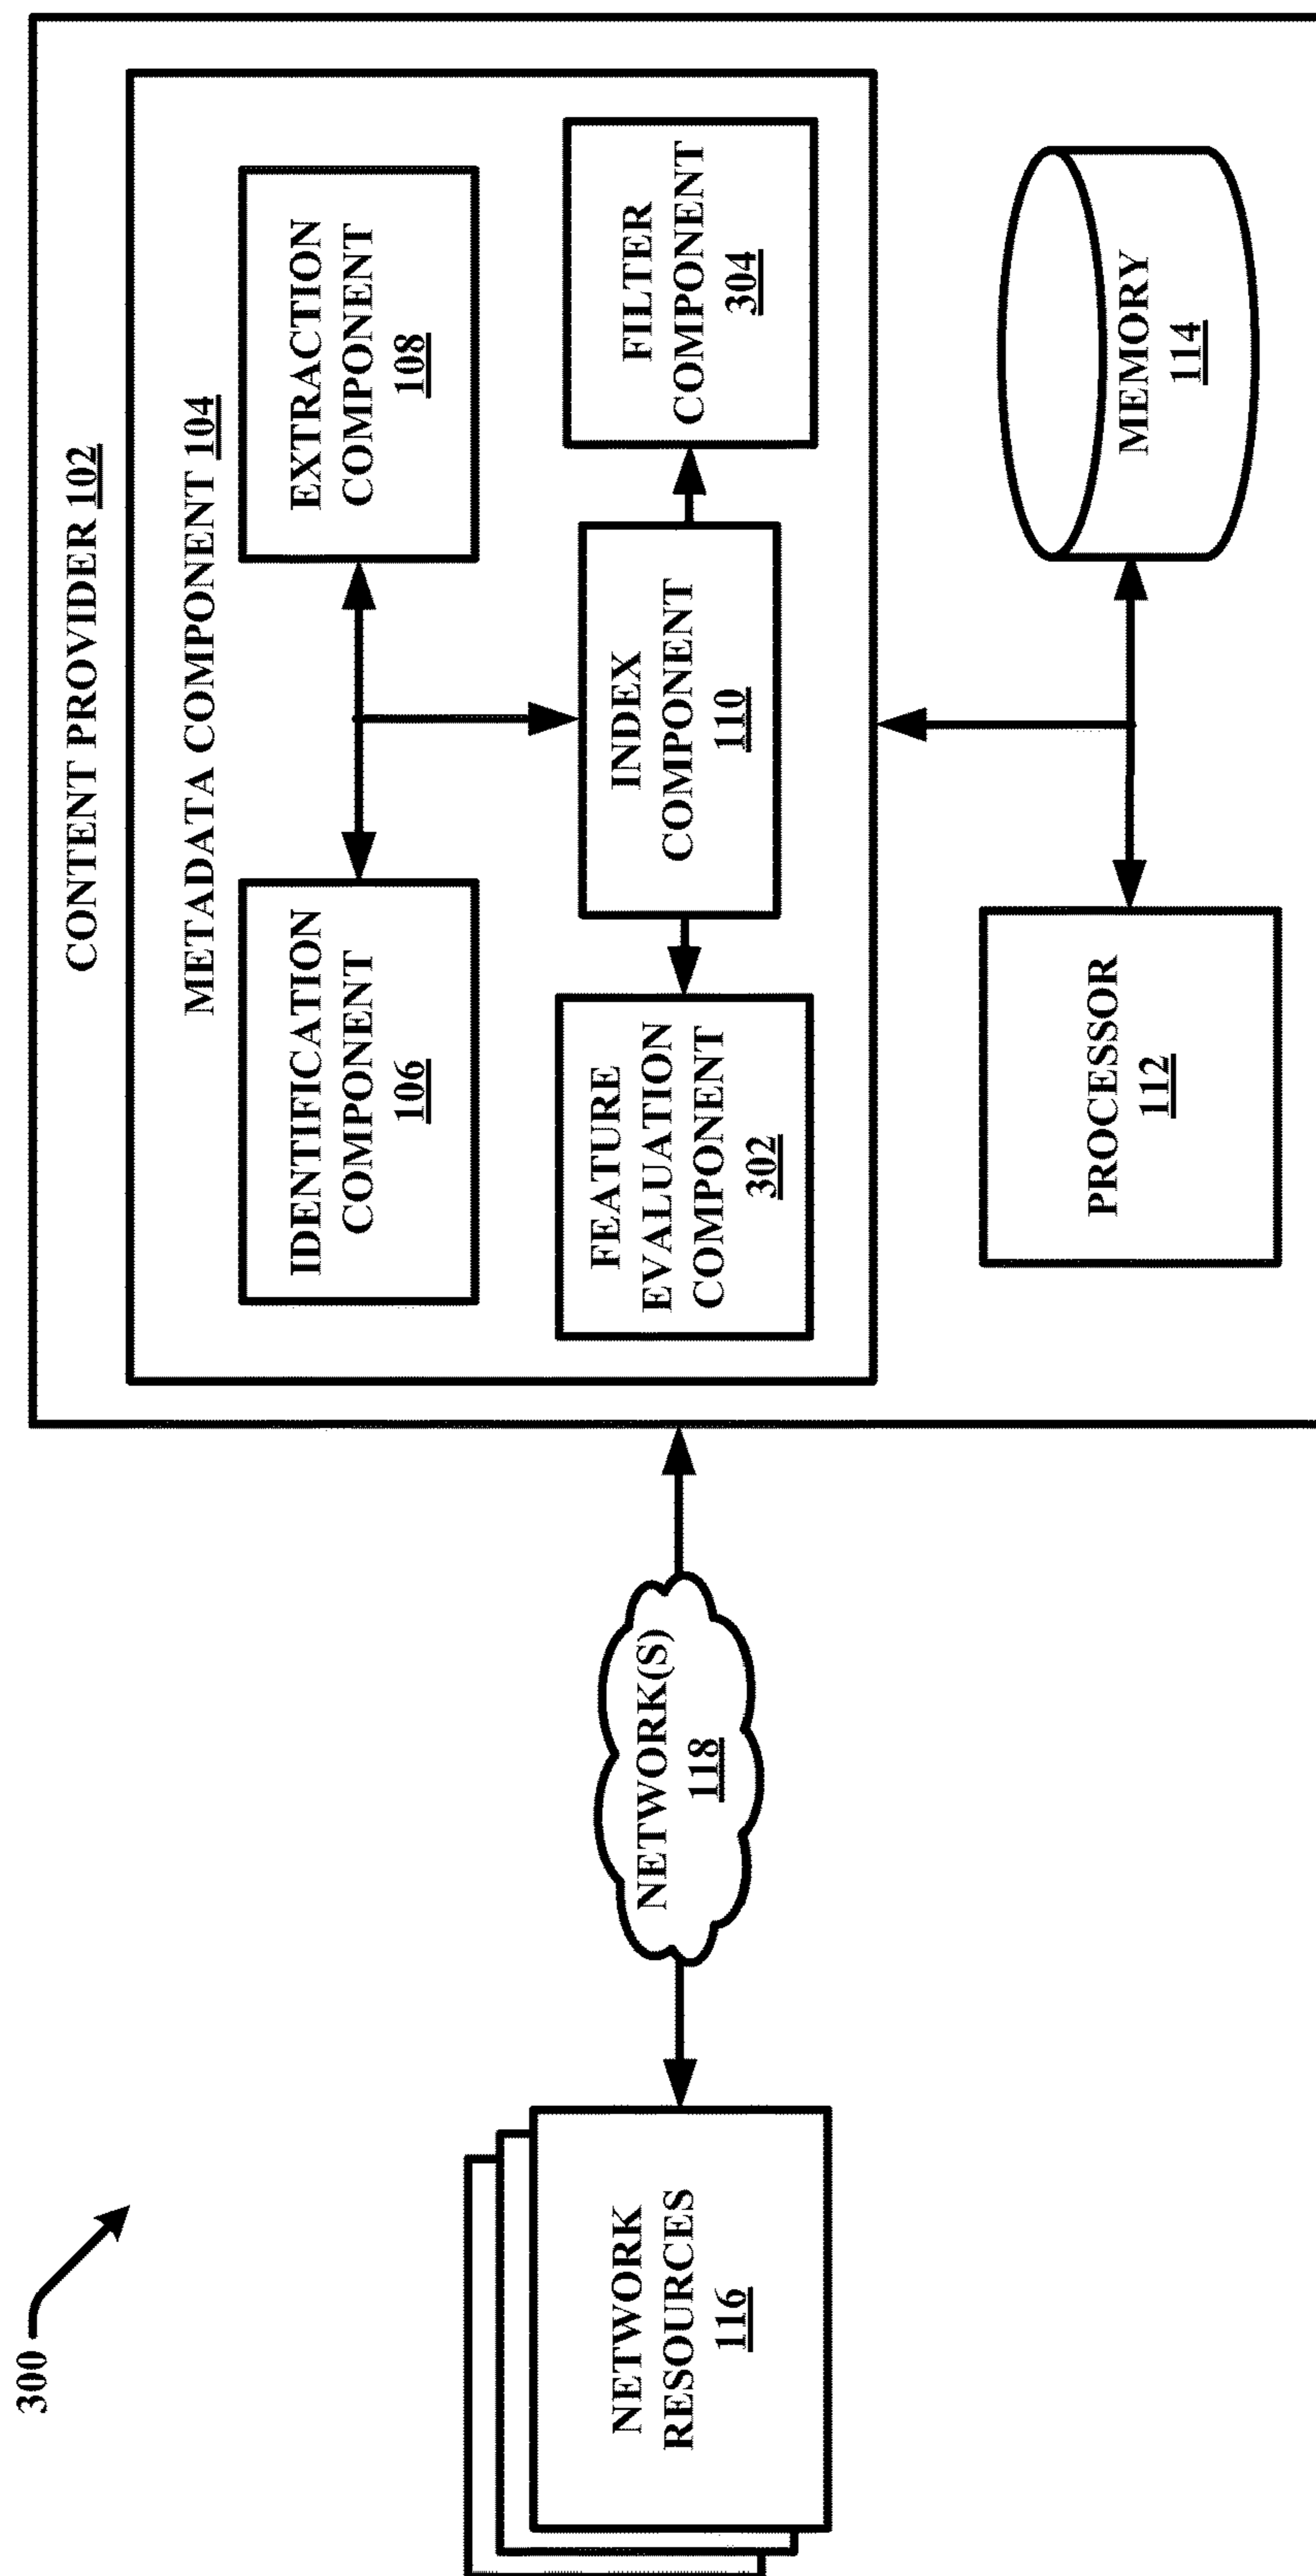 300
CONTENT PROVIDER 102
METADATA COMPONENT 104
IDENTIFICATION
COMPONENT
106
EXTRACTION
COMPONENT
108
FEATURE
EVALUATION
COMPONENT
302
INDEX
COMPONENT
110
FILTER
COMPONENT
304
NETWORK
RESOURCES
116
NETWORK(S)
118
PROCESSOR
112
MEMORY
114